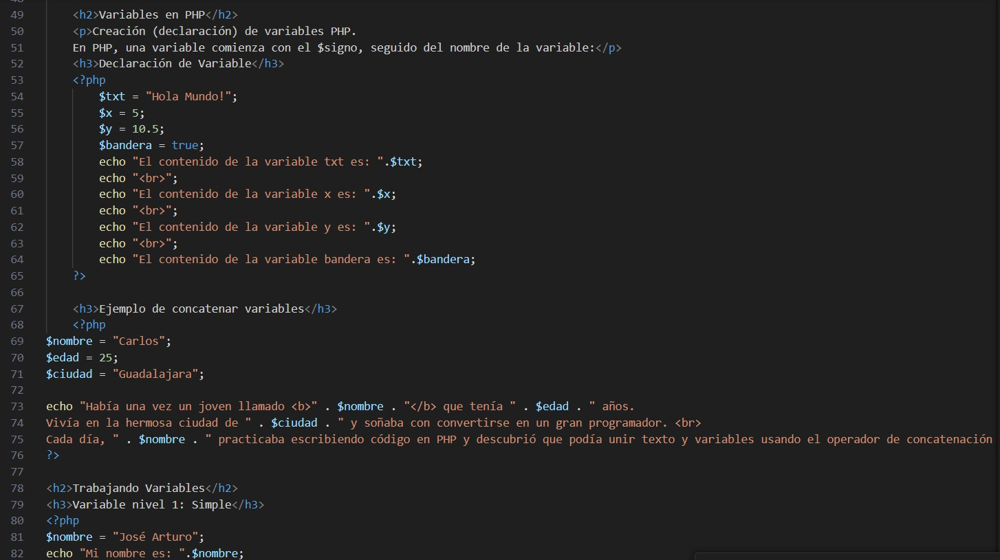 49 <h2>Variables en PHP</h2>
50 <p>Creación (declaración) de variables PHP.
51 En PHP, una variable comienza con el $signo, seguido del nombre de la variable:</p>
52 <h3>Declaración de Variable</h3>
53 <?php
54 $txt = "Hola Mundo!";
55 $x = 5;
56 $y = 10.5;
57 $bandera = true;
58 echo "El contenido de la variable txt es: ".$txt;
59 echo "<br>";
60 echo "El contenido de la variable x es: ".$x;
61 echo "<br>";
62 echo "El contenido de la variable y es: ".$y;
63 echo "<br>";
64 echo "El contenido de la variable bandera es: ".$bandera;
65 ?>
66
67 <h3>Ejemplo de concatenar variables</h3>
68 <?php
69 $nombre = "Carlos";
70 $edad = 25;
71 $ciudad = "Guadalajara";
72
73 echo "Había una vez un joven llamado <b>" . $nombre . "</b> que tenía " . $edad . " años.
74 Vivía en la hermosa ciudad de " . $ciudad . " y soñaba con convertirse en un gran programador. <br>
75 Cada día, " . $nombre . " practicaba escribiendo código en PHP y descubrió que podía unir texto y variables usando el operador de concatenación
76 ?>
77
78 <h2>Trabajando Variables</h2>
79 <h3>Variable nivel 1: Simple</h3>
80 <?php
81 $nombre = "José Arturo";
82 echo "Mi nombre es: ".$nombre;